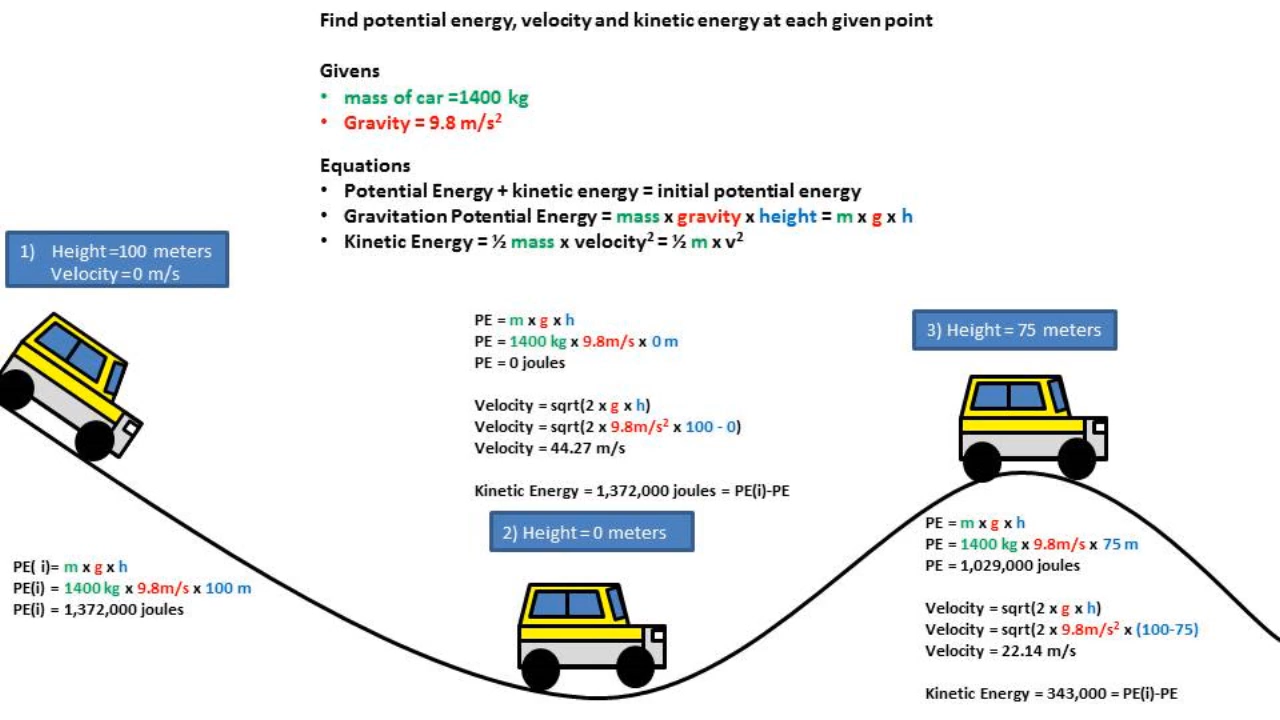 Find potential energy, velocity and kinetic energy at each given point
Givens
• mass of car =1400 kg
• Gravity = 9.8 m/s²
Equations
• Potential Energy + kinetic energy = initial potential energy
• Gravitation Potential Energy = mass x gravity x height = m x g x h
• Kinetic Energy = ½ mass x velocity² = ½ m x v²
1) Height=100 meters
Velocity=0 m/s
PE( i)= m x g x h
PE(i) = 1400 kg x 9.8m/s x 100 m
PE(i) = 1,372,000 joules
PE = m x g x h
PE = 1400 kg x 9.8m/s x 0 m
PE = 0 joules
Velocity = sqrt(2 x g x h)
Velocity = sqrt(2 x 9.8m/s² x 100 - 0)
Velocity = 44.27 m/s
Kinetic Energy = 1,372,000 joules = PE(i)-PE
2) Height=0 meters
3) Height= 75 meters
PE = m x g x h
PE = 1400 kg x 9.8m/s x 75 m
PE = 1,029,000 joules
Velocity = sqrt(2 x g x h)
Velocity = sqrt(2 x 9.8m/s² x (100-75)
Velocity = 22.14 m/s
Kinetic Energy = 343,000 = PE(i)-PE